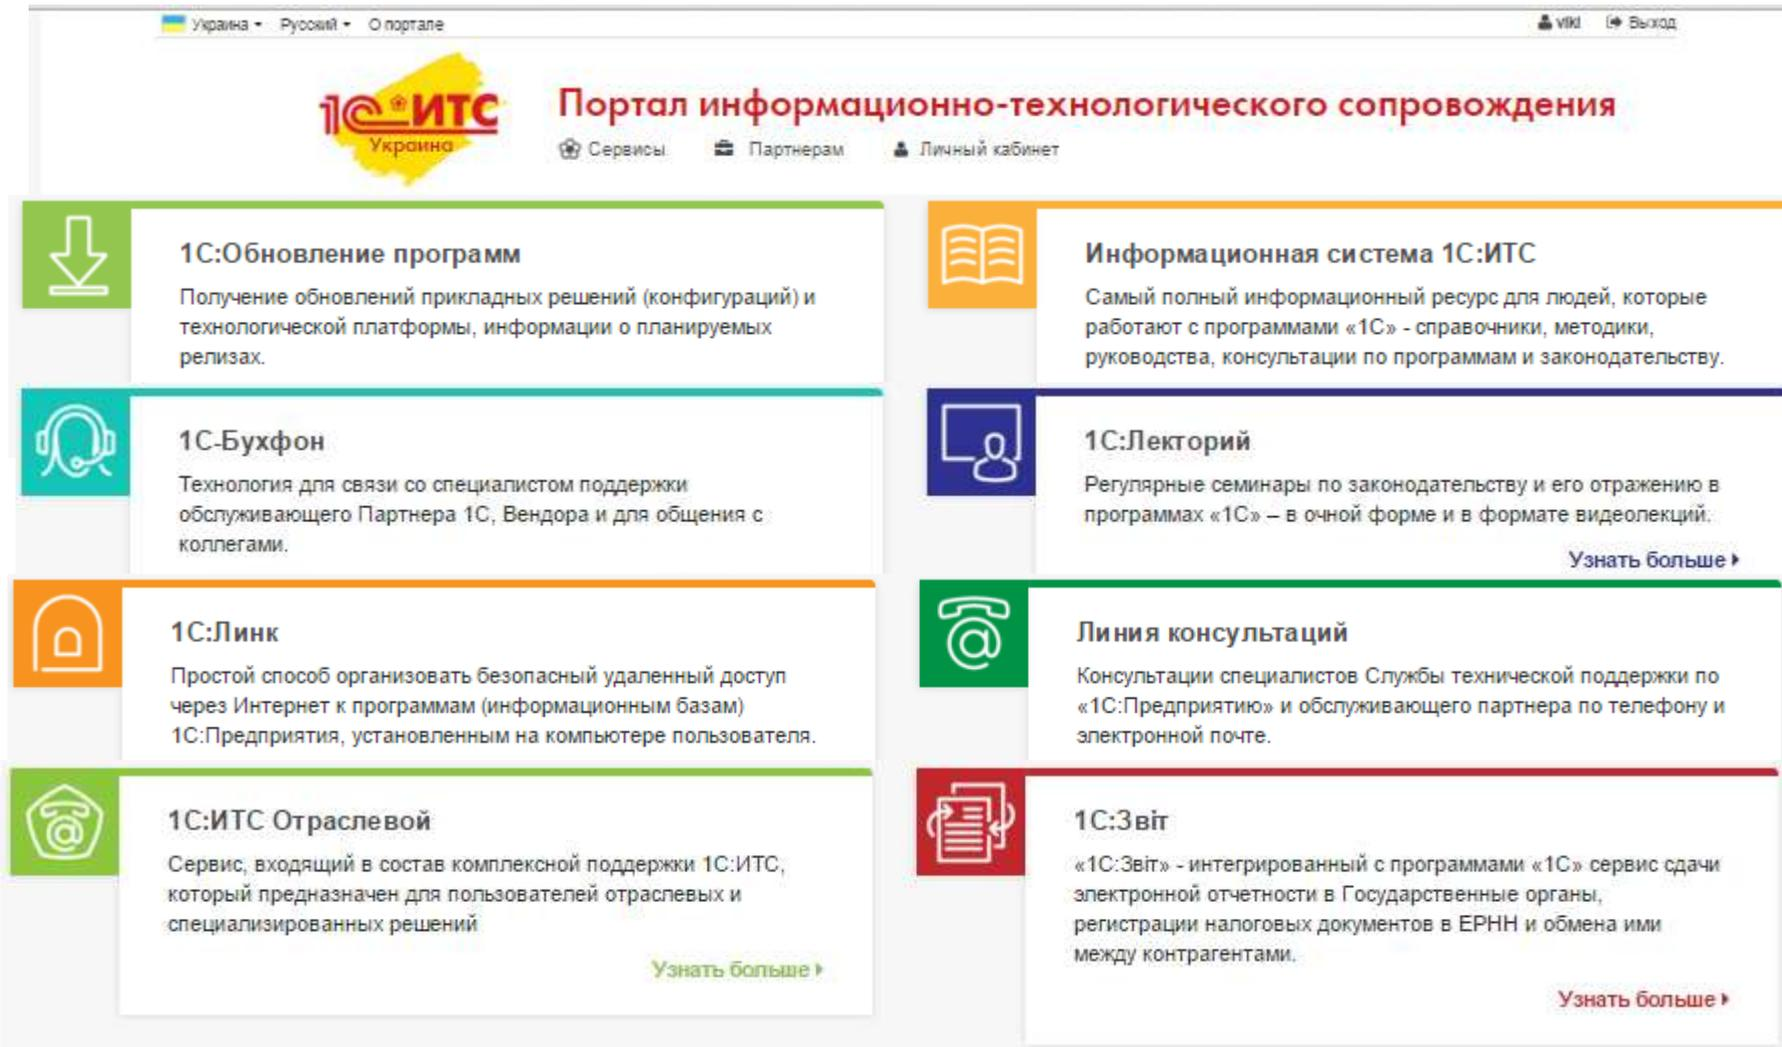 Украина Русский О портале
viki Выход
1С ИТС
Украина
Портал информационно-технологического сопровождения
Сервисы Партнерам Личный кабинет
1С:Обновление программ
Получение обновлений прикладных решений (конфигураций) и
технологической платформы, информации о планируемых
релизах.
Информационная система 1С:ИТС
Самый полный информационный ресурс для людей, которые
работают с программами «1С» - справочники, методики,
руководства, консультации по программам и законодательству.
1С-Бухфон
Технология для связи со специалистом поддержки
обслуживающего Партнера 1С, Вендора и для общения с
коллегами.
1С:Лекторий
Регулярные семинары по законодательству и его отражению в
программах «1С» – в очной форме и в формате видеолекций.
Узнать больше
1С:Линк
Простой способ организовать безопасный удаленный доступ
через Интернет к программам (информационным базам)
1С:Предприятия, установленным на компьютере пользователя.
Линия консультаций
Консультации специалистов Службы технической поддержки по
«1С:Предприятию» и обслуживающего партнера по телефону и
электронной почте.
1С:ИТС Отраслевой
Сервис, входящий в состав комплексной поддержки 1С:ИТС,
который предназначен для пользователей отраслевых и
специализированных решений
Узнать больше
1С:Звіт
«1С:Звіт» - интегрированный с программами «1С» сервис сдачи
электронной отчетности в Государственные органы,
регистрации налоговых документов в ЕРНН и обмена ими
между контрагентами.
Узнать больше